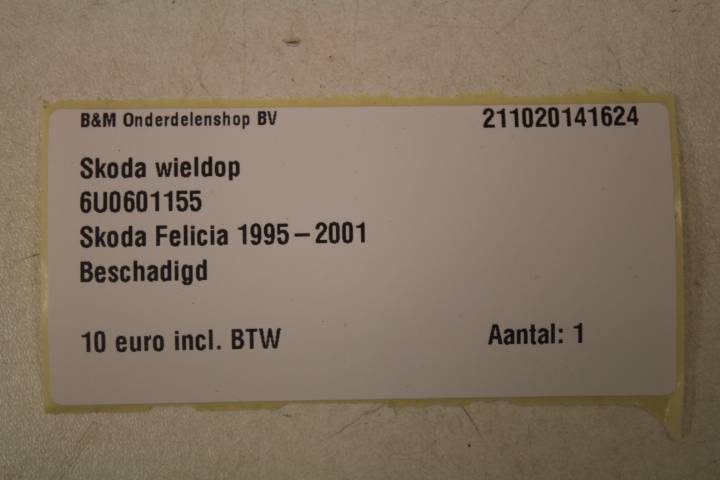 B&M Onderdelenshop BV 211020141624
Skoda wieldop
6U0601155
Skoda Felicia 1995 – 2001
Beschadigd
10 euro incl. BTW Aantal: 1